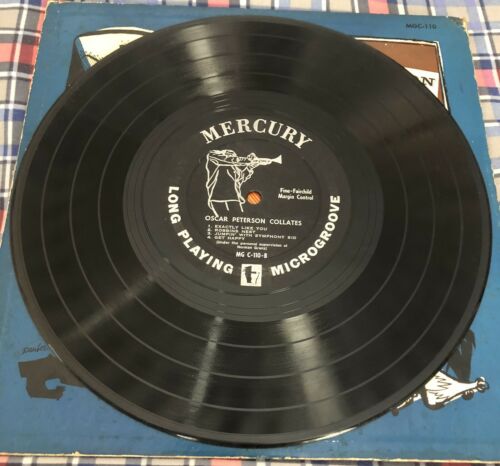 MGC-110
MERCURY
Fine-Fairchild
Margin Control
OSCAR PETERSON COLLATES
1. EXACTLY LIKE YOU
2. ROBBINS NEST
3. JUMPIN' WITH SYMPHONY SID
4. GET HAPPY
(Under the personal supervision of
Norman Granz)
MG C-110-B
LONG PLAYING MICROGROOVE